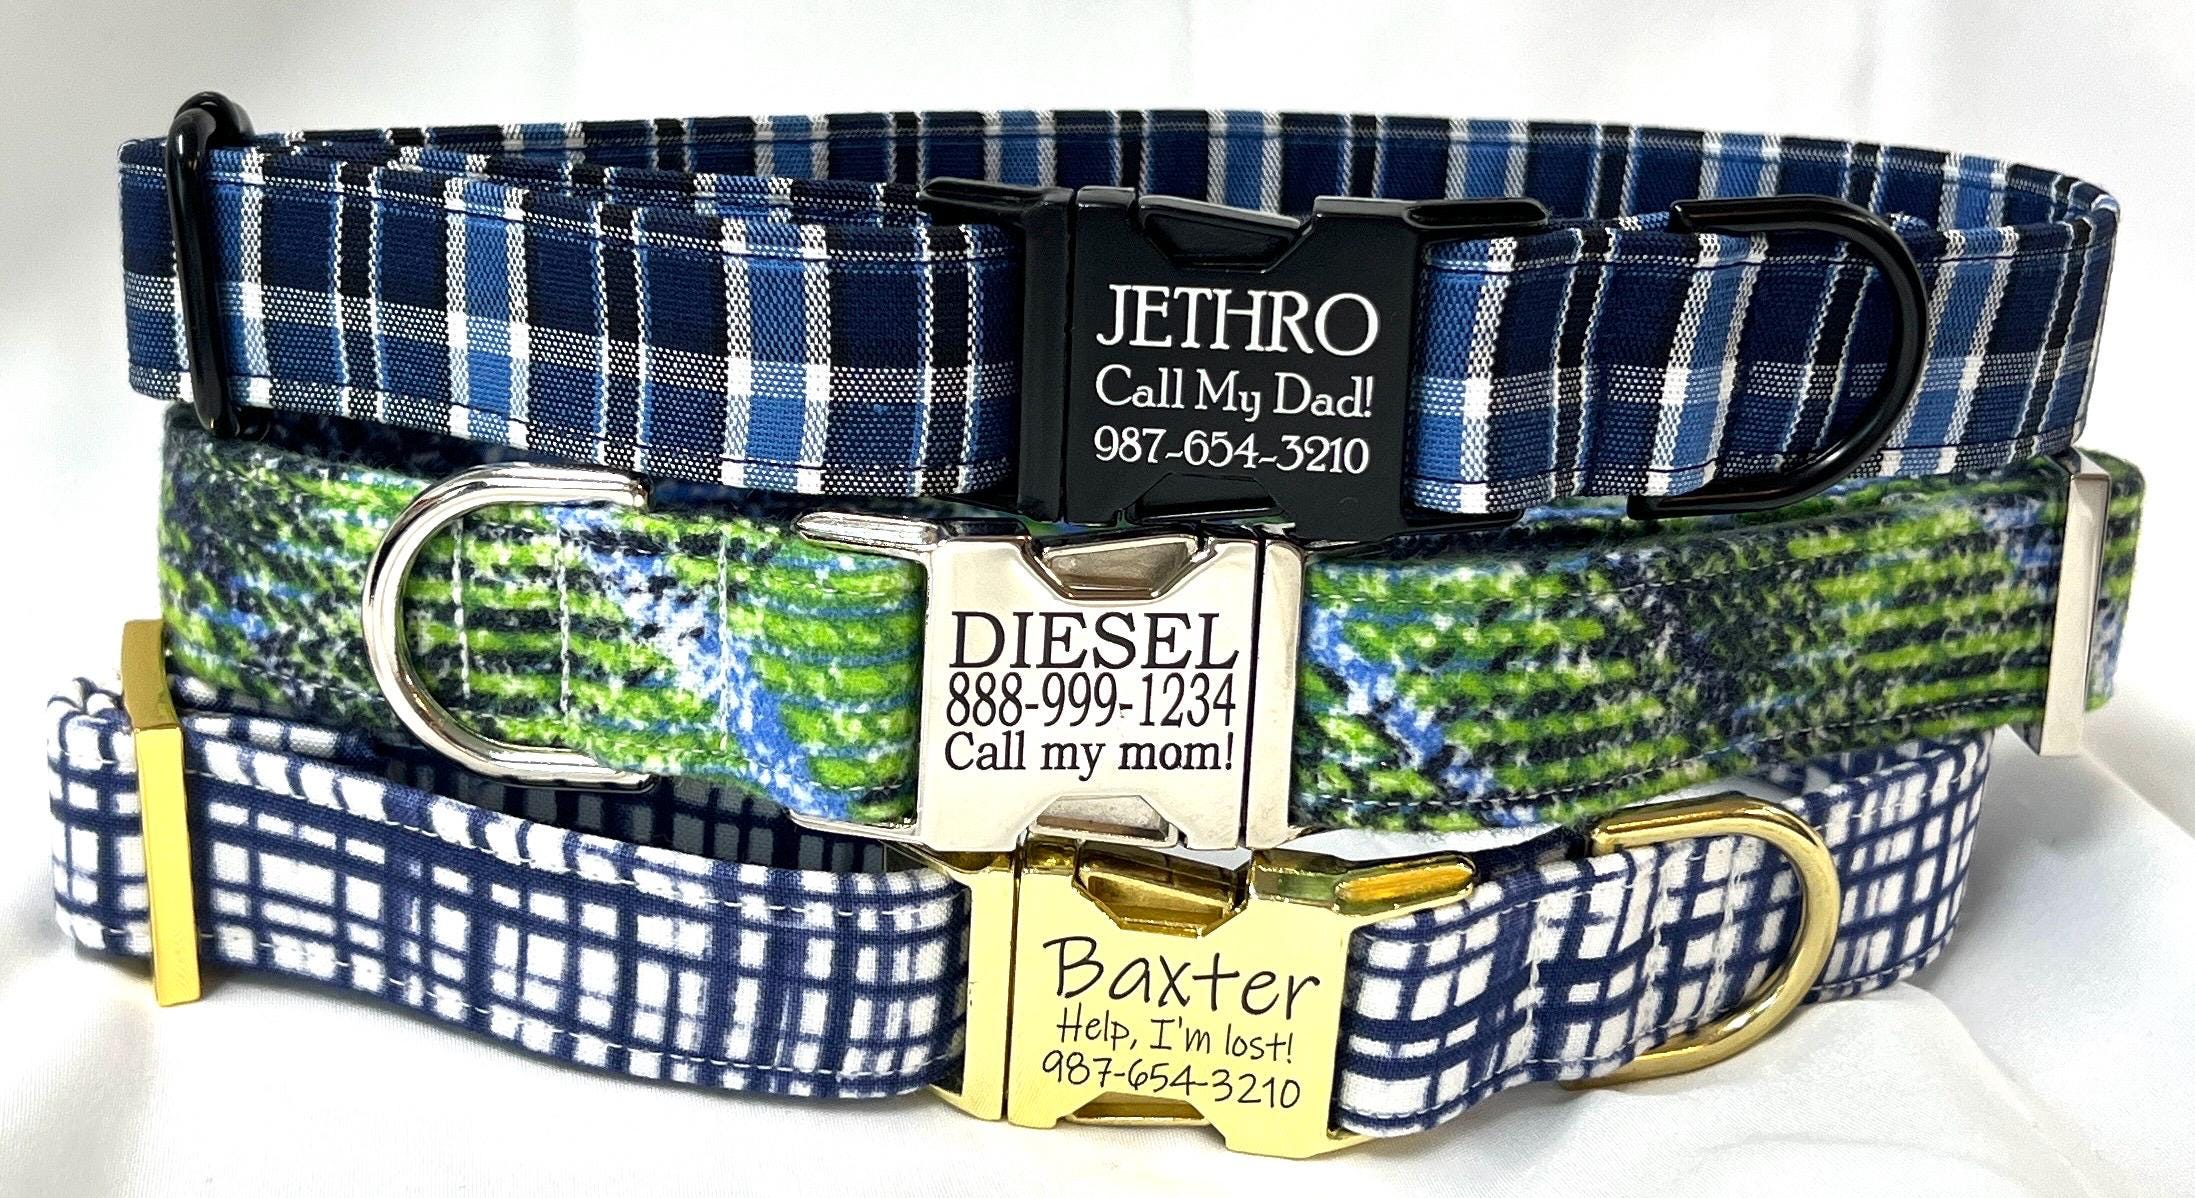 JETHRO
Call My Dad!
987-654-3210
DIESEL
888-999-1234
Call my mom!
Baxter
Help, I'm lost!
987-654-3210